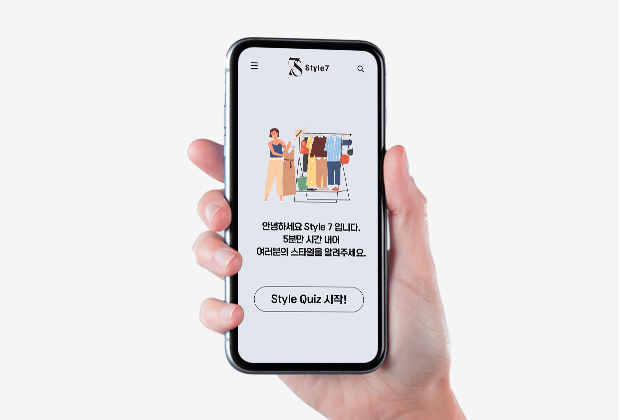 Style7
안녕하세요 Style 7 입니다.
5분만 시간 내어
여러분의 스타일을 알려주세요.
Style Quiz 시작!